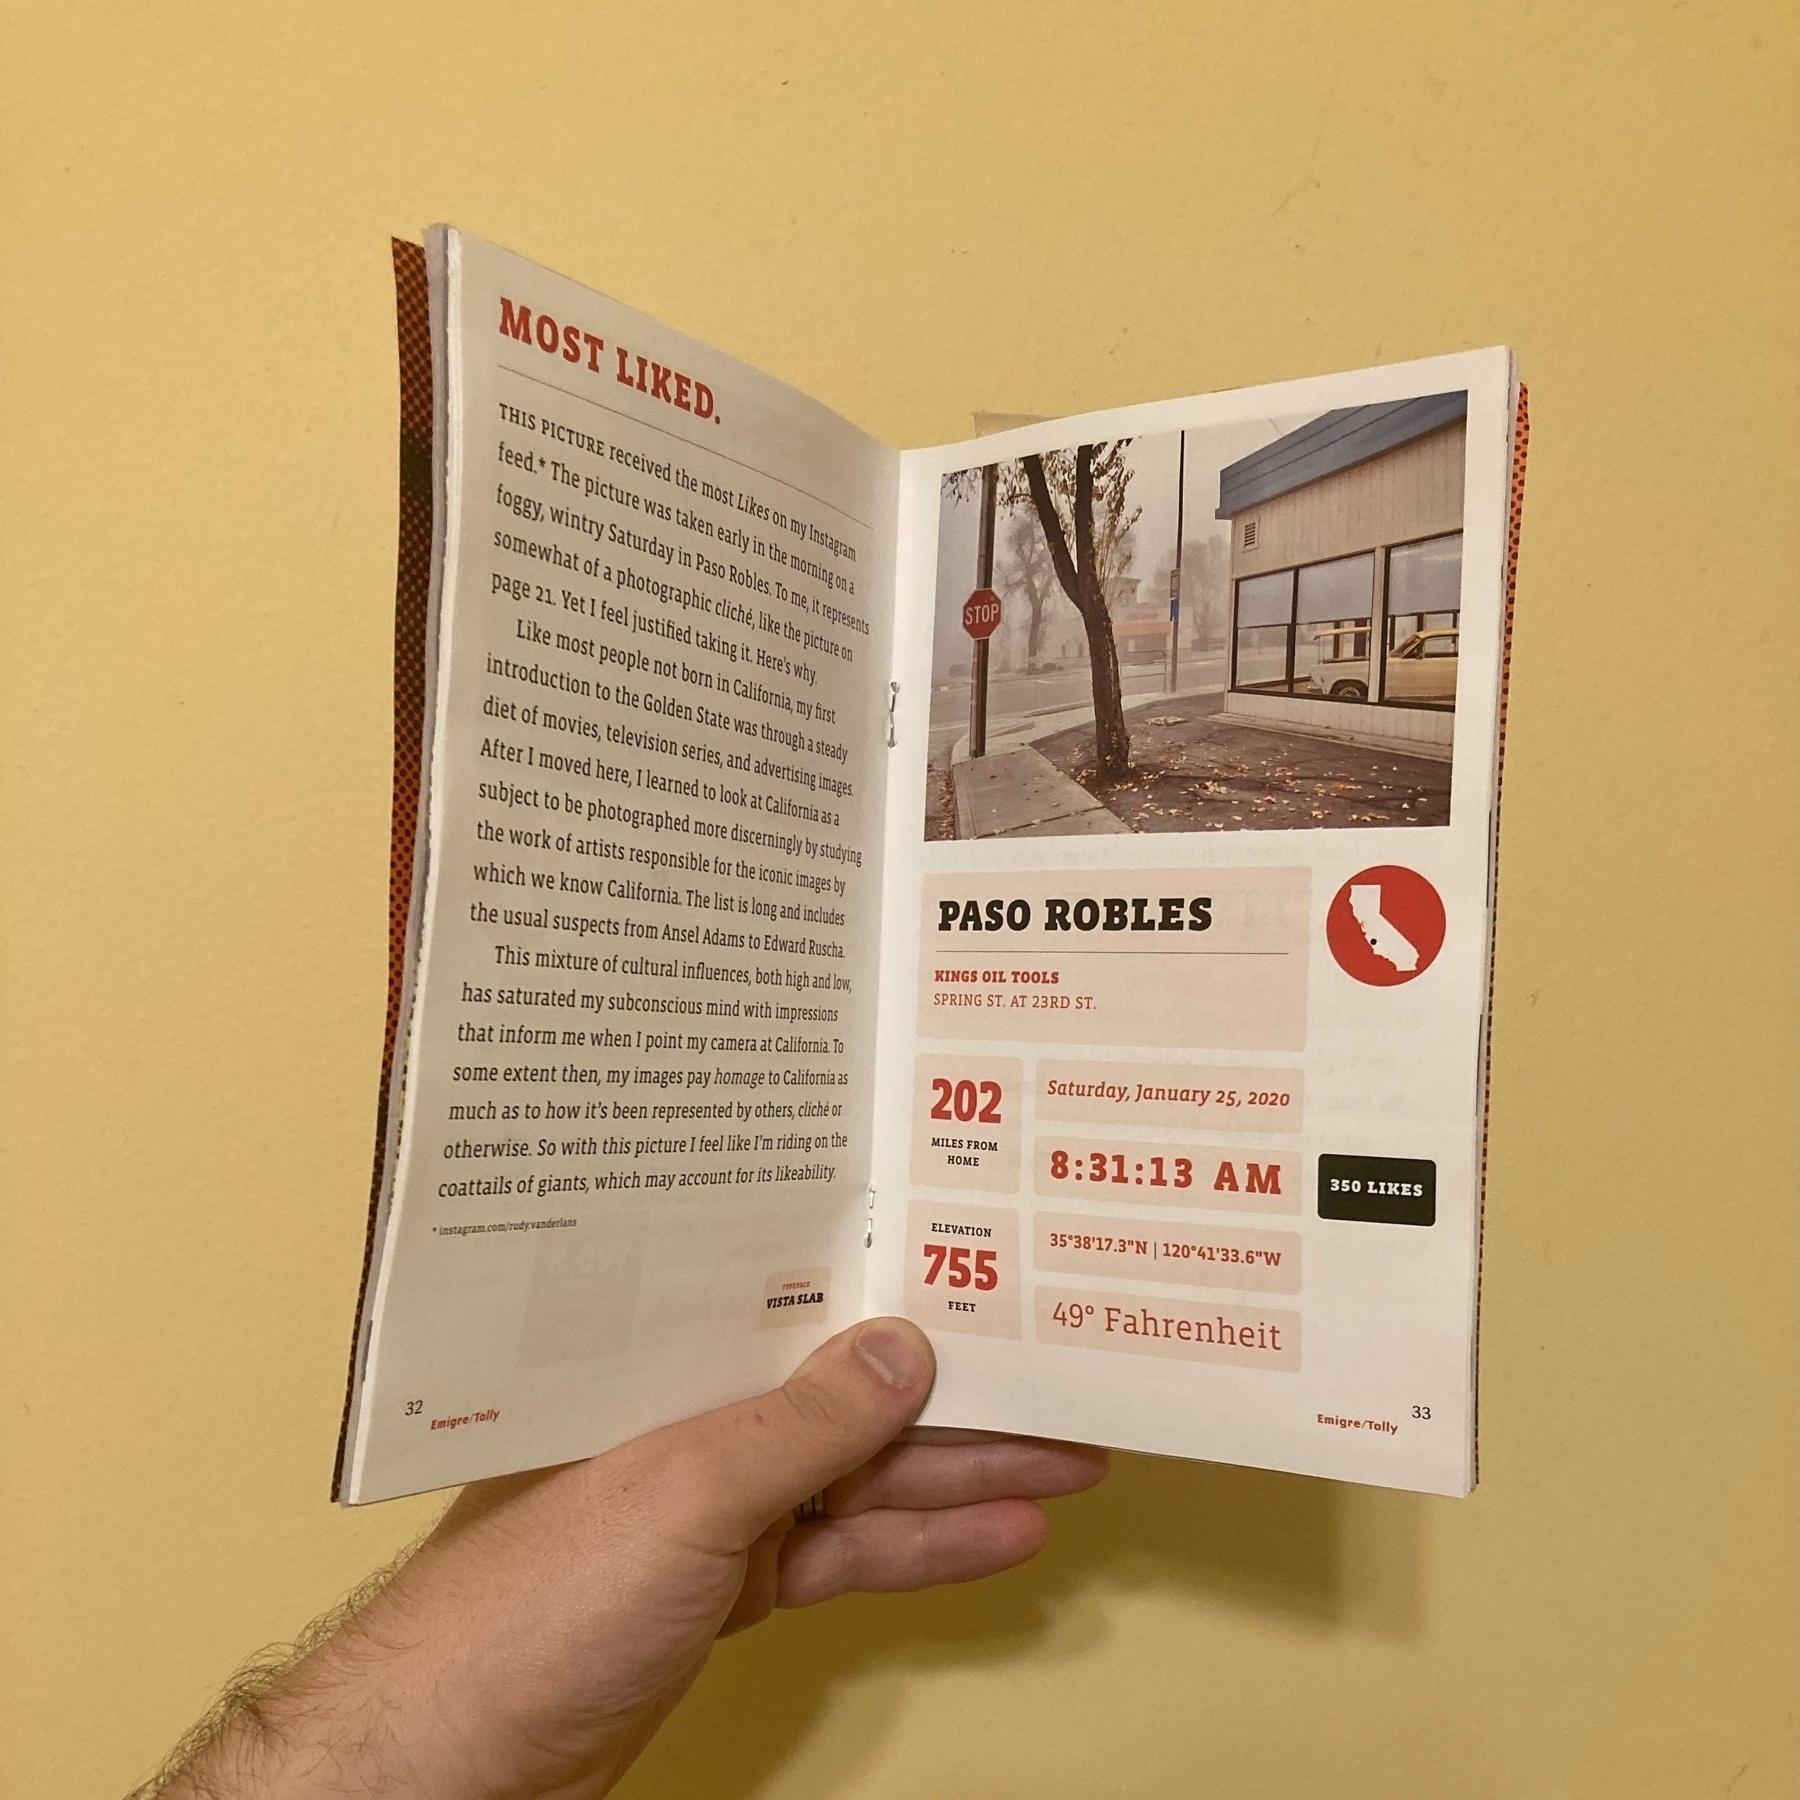 MOST LIKED.
THIS PICTURE received the most Likes on my Instagram
feed.* The picture was taken early in the morning on a
foggy, wintry Saturday in Paso Robles. To me, it represents
somewhat of a photographic cliché, like the picture on
page 21. Yet I feel justified taking it. Here's why.
Like most people not born in California, my first
introduction to the Golden State was through a steady
diet of movies, television series, and advertising images.
After I moved here, I learned to look at California as a
subject to be photographed more discerningly by studying
the work of artists responsible for the iconic images by
which we know California. The list is long and includes
the usual suspects from Ansel Adams to Edward Ruscha.
This mixture of cultural influences, both high and low,
has saturated my subconscious mind with impressions
that inform me when I point my camera at California. To
some extent then, my images pay homage to California as
much as to how it's been represented by others, cliché or
otherwise. So with this picture I feel like I'm riding on the
coattails of giants, which may account for its likeability.
* instagram.com/rudy.vanderlans
TYPEFACE
VISTA SLAB
32
Emigre/Tally
STOP
PASO ROBLES
KINGS OIL TOOLS
SPRING ST. AT 23RD ST.
202
MILES FROM
HOME
Saturday, January 25, 2020
8:31:13 AM
350 LIKES
ELEVATION
755
FEET
35°38'17.3"N | 120°41'33.6"W
49° Fahrenheit
Emigre/Tally
33